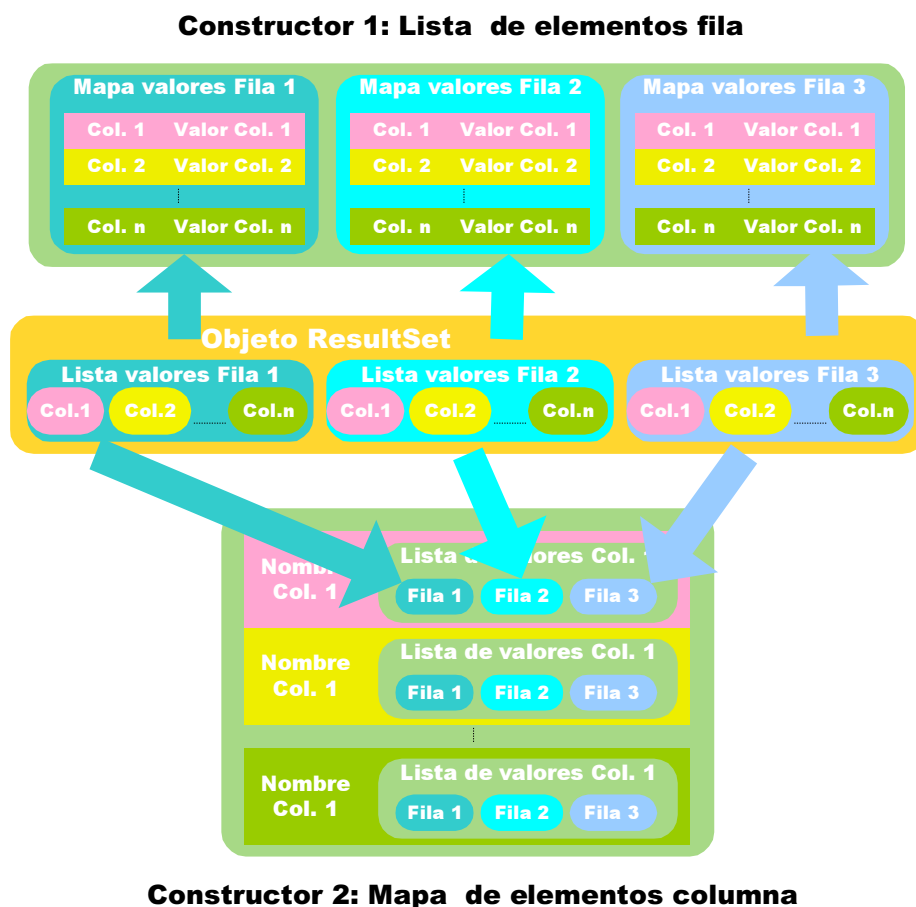 Constructor 1: Lista de elementos fila
Mapa valores Fila 1
Col. 1 Valor Col. 1
Col. 2 Valor Col. 2
Col. n Valor Col. n
Mapa valores Fila 2
Col. 1 Valor Col. 1
Col. 2 Valor Col. 2
Col. n Valor Col. n
Mapa valores Fila 3
Col. 1 Valor Col. 1
Col. 2 Valor Col. 2
Col. n Valor Col. n
Objeto ResultSet
Lista valores Fila 1
Col.1 Col.2 Col.n
Lista valores Fila 2
Col.1 Col.2 Col.n
Lista valores Fila 3
Col.1 Col.2 Col.n
Nombre
Col. 1
Lista de valores Col. 1
Fila 1 Fila 2 Fila 3
Nombre
Col. 1
Lista de valores Col. 1
Fila 1 Fila 2 Fila 3
Nombre
Col. 1
Lista de valores Col. 1
Fila 1 Fila 2 Fila 3
Constructor 2: Mapa de elementos columna